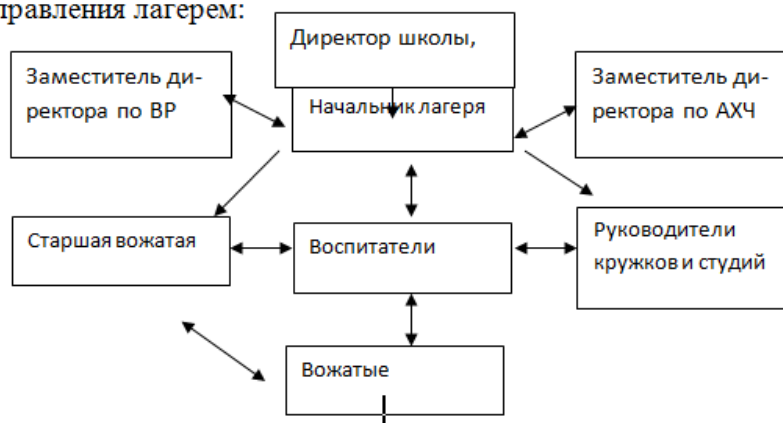 правления лагерем:
Директор школы,
Заместитель ди-
ректора по ВР
Начальник лагеря
Заместитель ди-
ректора по АХЧ
Старшая вожатая
Воспитатели
Руководители
кружков и студий
Вожатые